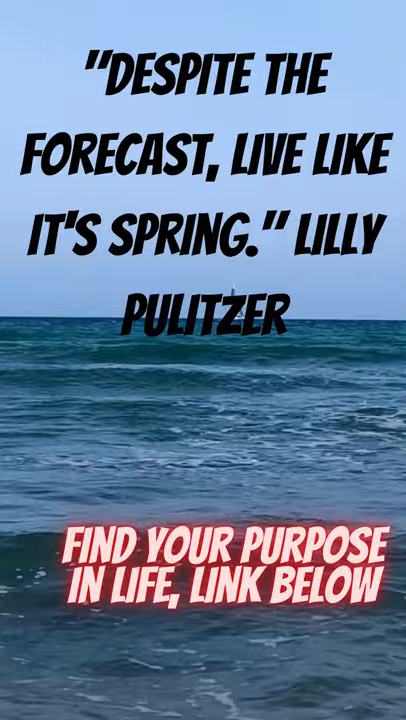 "DESPITE THE
FORECAST, LIVE LIKE
IT'S SPRING." LILLY
PULITZER
FIND YOUR PURPOSE
IN LIFE, LINK BELOW